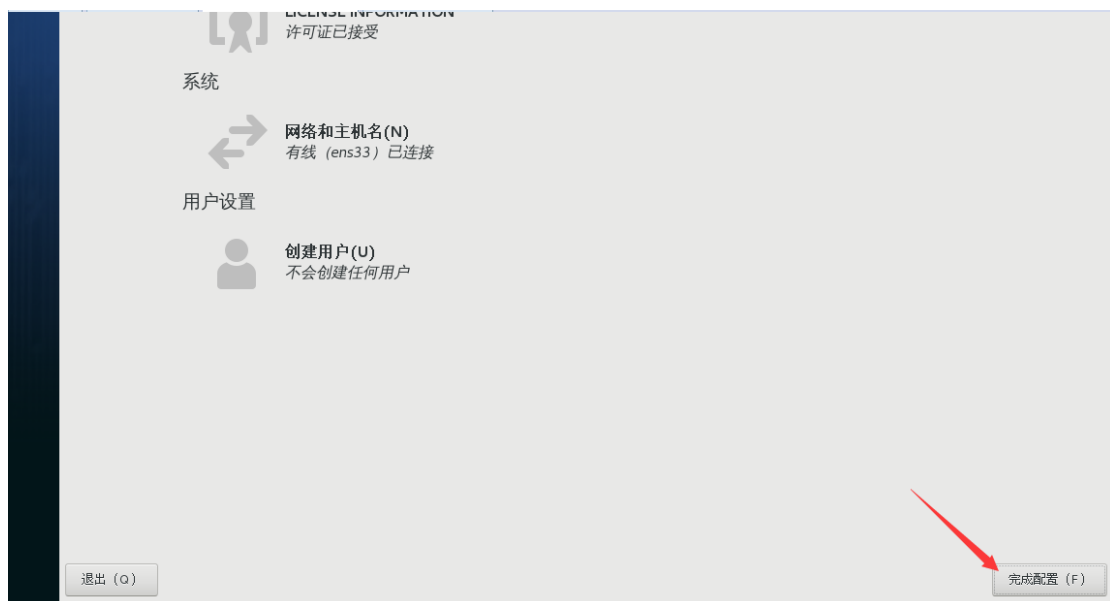 LICENSE INFORMATION
许可证已接受
系统
网络和主机名(N)
有线（ens33）已连接
用户设置
创建用户(U)
不会创建任何用户
退出（Q）
完成配置（F）